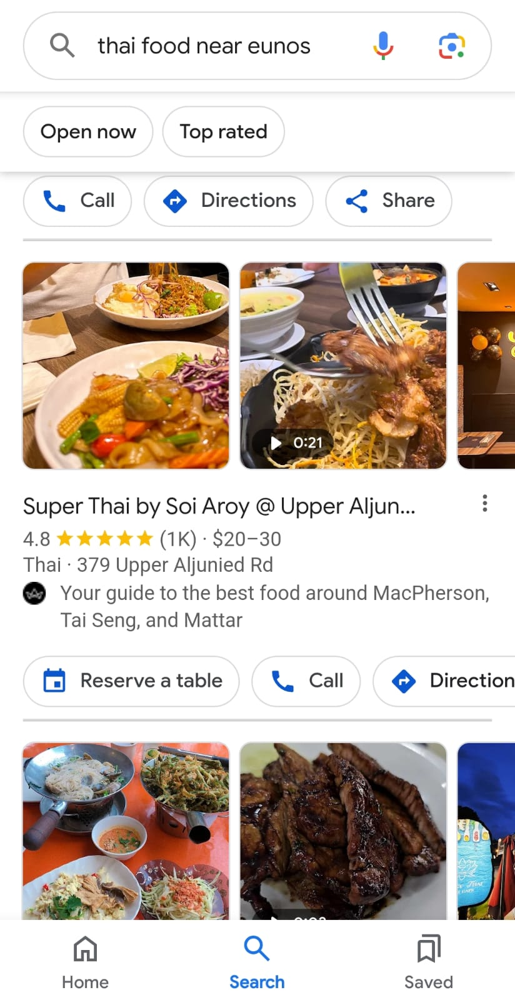 thai food near eunos
Open now
Top rated
Call
Directions
Share
0:21
Super Thai by Soi Aroy @ Upper Aljun...
4.8 ★★★★★ (1K) · $20–30
Thai · 379 Upper Aljunied Rd
Your guide to the best food around MacPherson,
Tai Seng, and Mattar
Reserve a table
Call
Direction
Home
Search
Saved